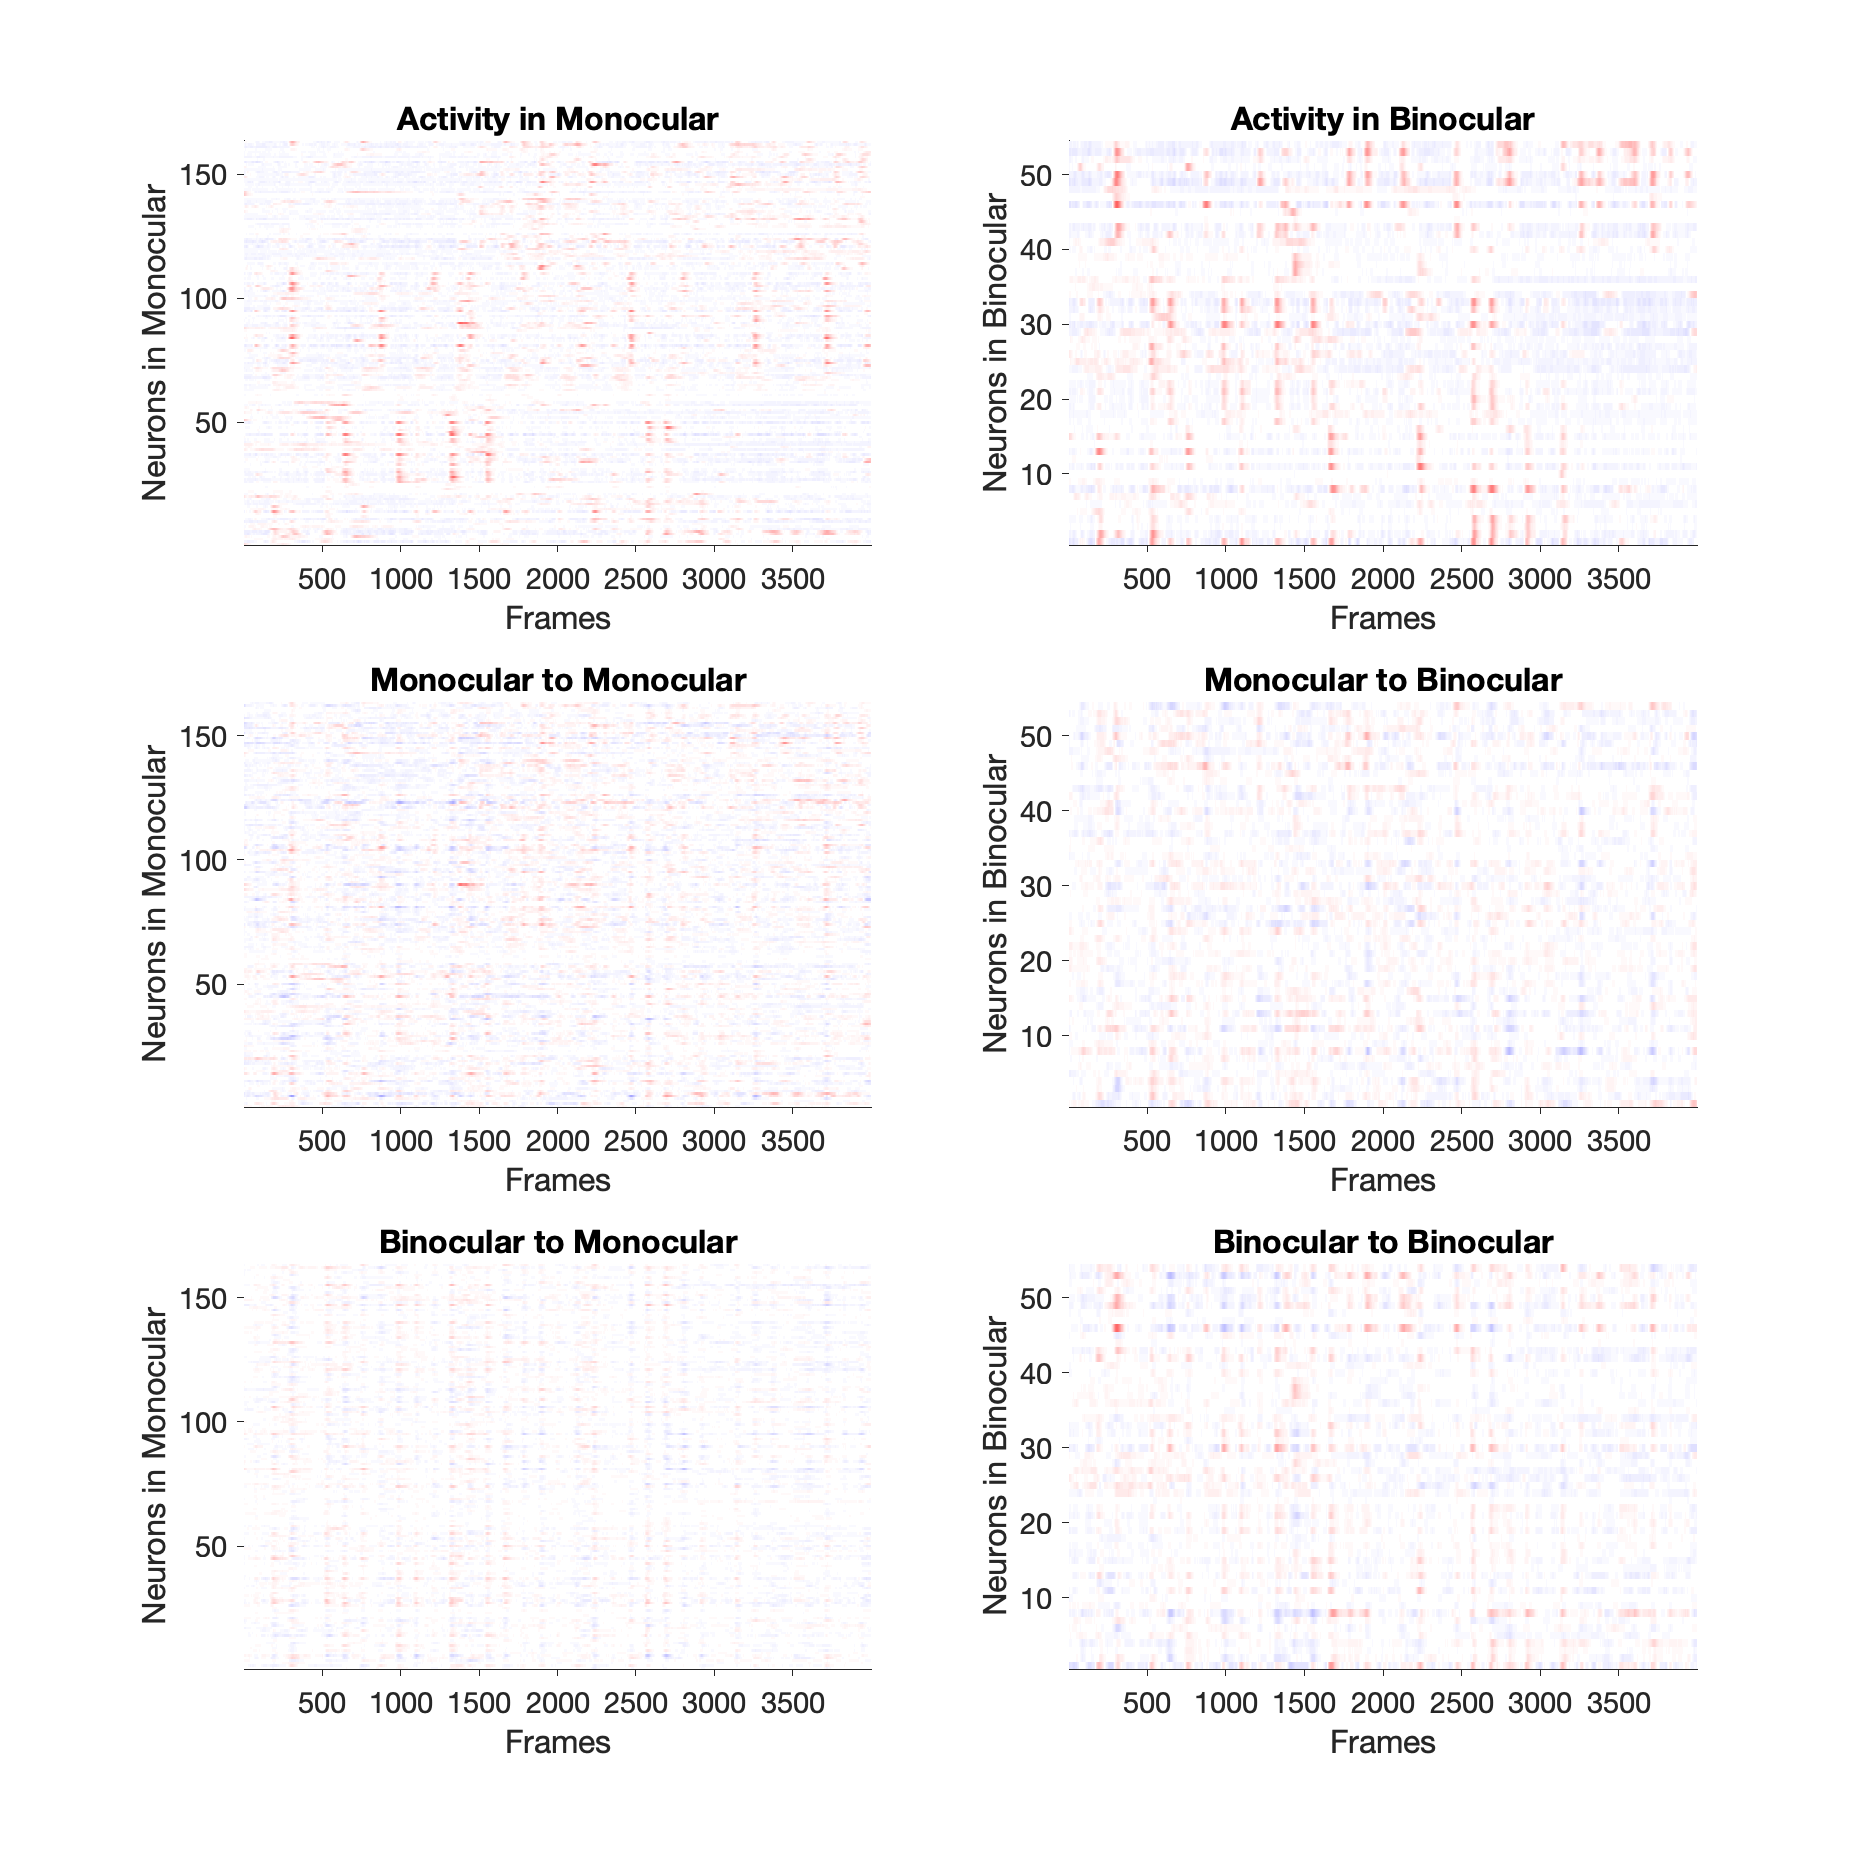 Activity in Monocular
Neurons in Monocular
150
100
50
500 1000 1500 2000 2500 3000 3500
Frames
Activity in Binocular
Neurons in Binocular
50
40
30
20
10
500 1000 1500 2000 2500 3000 3500
Frames
Monocular to Monocular
Neurons in Monocular
150
100
50
500 1000 1500 2000 2500 3000 3500
Frames
Monocular to Binocular
Neurons in Binocular
50
40
30
20
10
500 1000 1500 2000 2500 3000 3500
Frames
Binocular to Monocular
Neurons in Monocular
150
100
50
500 1000 1500 2000 2500 3000 3500
Frames
Binocular to Binocular
Neurons in Binocular
50
40
30
20
10
500 1000 1500 2000 2500 3000 3500
Frames